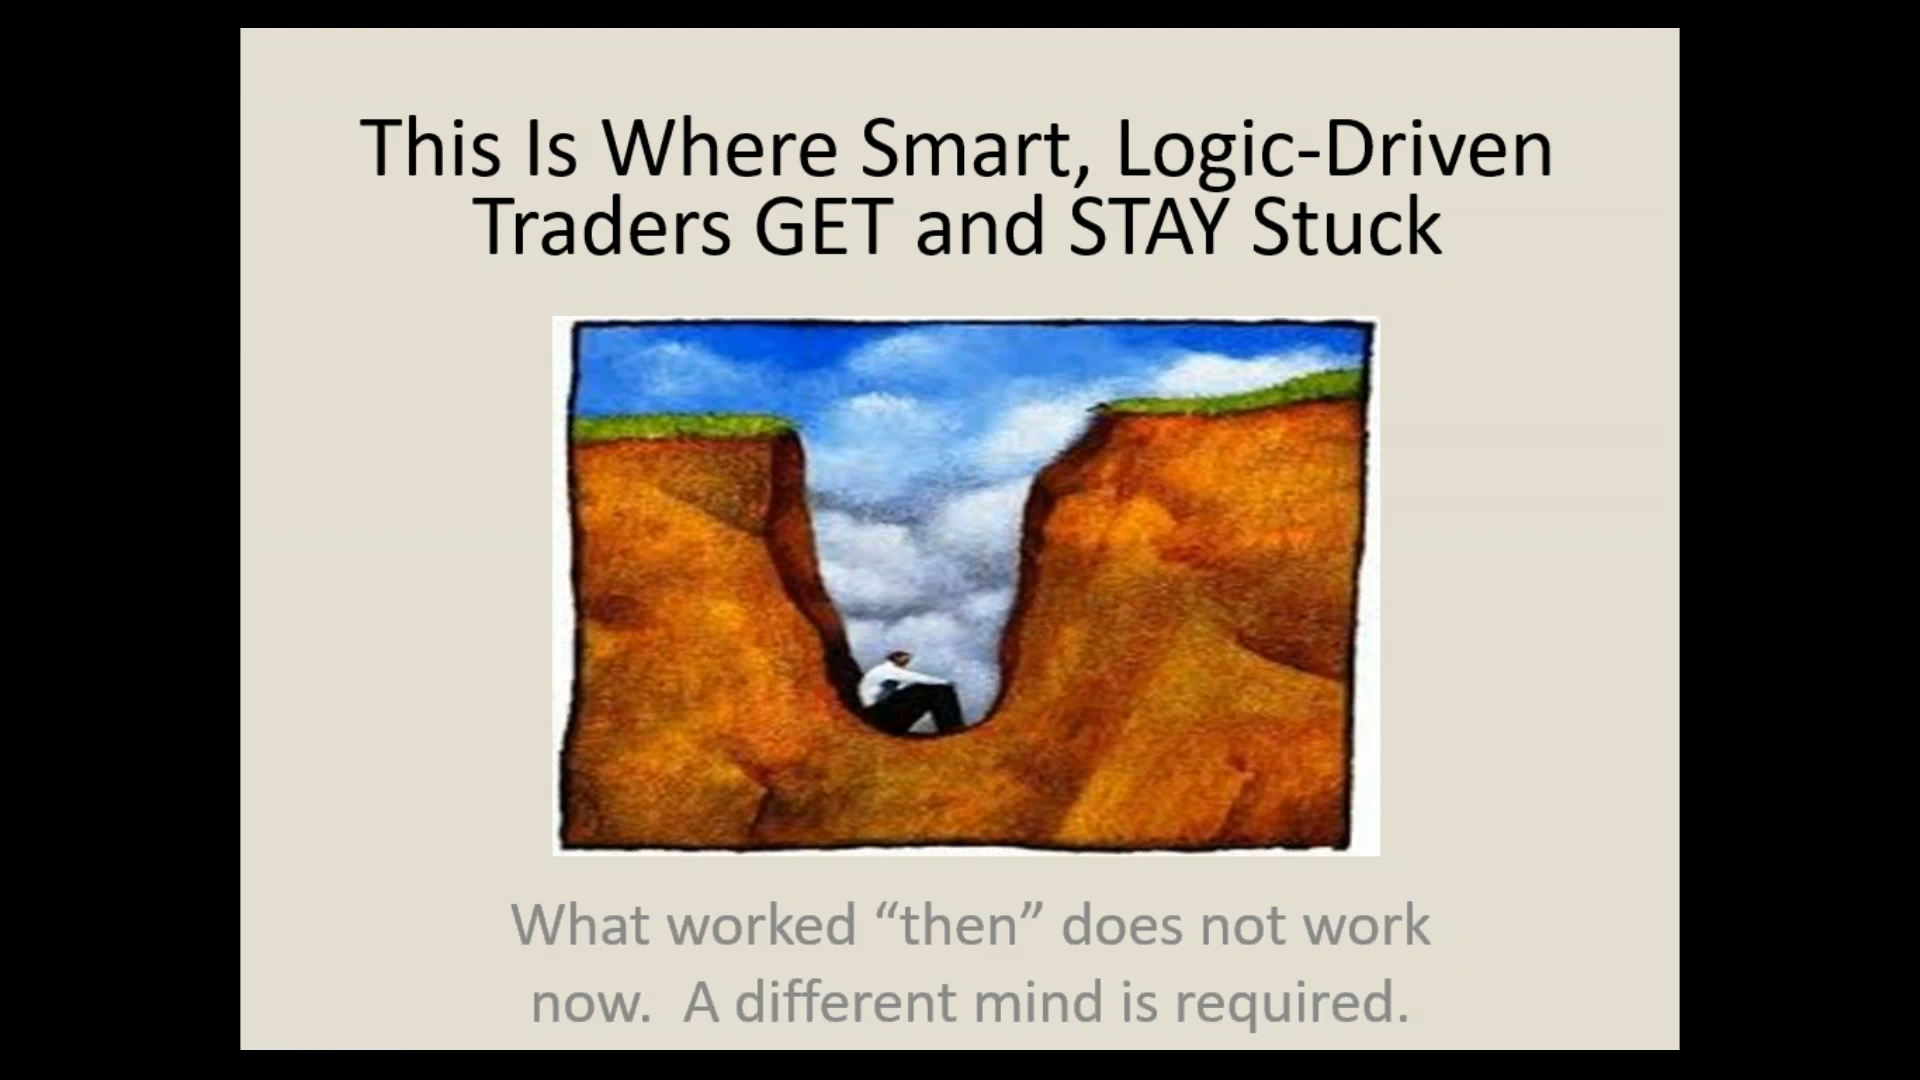 This Is Where Smart, Logic-Driven
Traders GET and STAY Stuck
What worked “then” does not work
now.  A different mind is required.